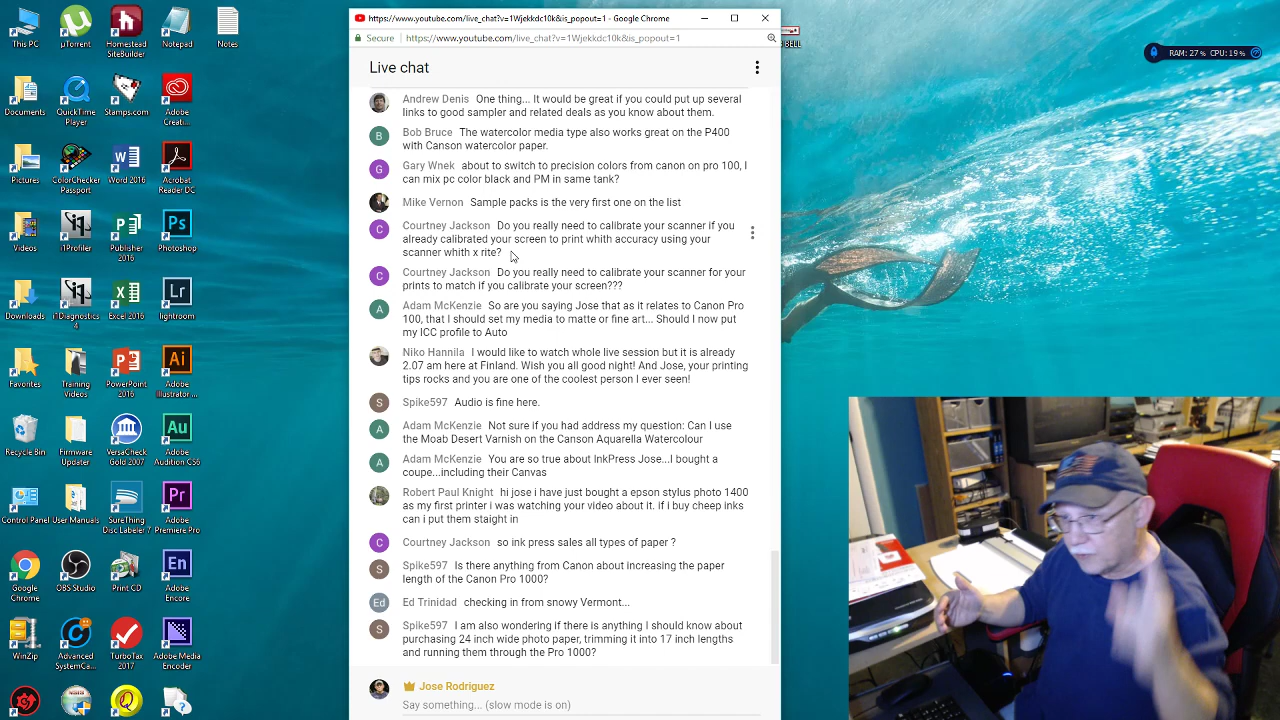 This PC
µTorrent
Homestead
SiteBuilder
Notepad
Notes
Documents
QuickTime
Player
Stamps.com
Adobe
Creati...
Pictures
ColorChecker
Passport
Word 2016
Acrobat
Reader DC
Videos
i1Profiler
Publisher
2016
Photoshop
Downloads
i1Diagnostics
4
Excel 2016
lightroom
Favorites
Training
Videos
PowerPoint
2016
Adobe
Illustrator ...
Recycle Bin
Firmware
Updater
VersaCheck
Gold 2007
Adobe
Audition CS6
Control Panel
User Manuals
SureThing
Disc Labeler 7
Adobe
Premiere Pro
Google
Chrome
OBS Studio
Print CD
Adobe
Encore
WinZip
Advanced
SystemCa...
TurboTax
2017
Adobe Media
Encoder
https://www.youtube.com/live_chat?v=1Wjekkdc10k&is_popout=1 - Google Chrome
Secure https://www.youtube.com/live_chat?v=1Wjekkdc10k&is_popout=1
Live chat
Andrew Denis One thing... It would be great if you could put up several
links to good sampler and related deals as you know about them.
B Bob Bruce The watercolor media type also works great on the P400
with Canson watercolor paper.
G Gary Wnek about to switch to precision colors from canon on pro 100, I
can mix pc color black and PM in same tank?
Mike Vernon Sample packs is the very first one on the list
C Courtney Jackson Do you really need to calibrate your scanner if you
already calibrated your screen to print whith accuracy using your
scanner whith x rite?
C Courtney Jackson Do you really need to calibrate your scanner for your
prints to match if you calibrate your screen???
A Adam McKenzie So are you saying Jose that as it relates to Canon Pro
100, that I should set my media to matte or fine art... Should I now put
my ICC profile to Auto
Niko Hannila I would like to watch whole live session but it is already
2.07 am here at Finland. Wish you all good night! And Jose, your printing
tips rocks and you are one of the coolest person I ever seen!
S Spike597 Audio is fine here.
A Adam McKenzie Not sure if you had address my question: Can I use
the Moab Desert Varnish on the Canson Aquarella Watercolour
A Adam McKenzie You are so true about InkPress Jose...I bought a
coupe...including their Canvas
Robert Paul Knight hi jose i have just bought a epson stylus photo 1400
as my first printer i was watching your video about it. if i buy cheep inks
can i put them staight in
C Courtney Jackson so ink press sales all types of paper ?
S Spike597 Is there anything from Canon about increasing the paper
length of the Canon Pro 1000?
Ed Ed Trinidad checking in from snowy Vermont...
S Spike597 I am also wondering if there is anything I should know about
purchasing 24 inch wide photo paper, trimming it into 17 inch lengths
and running them through the Pro 1000?
Jose Rodriguez
Say something... (slow mode is on)
BELL
RAM: 27% CPU: 19%